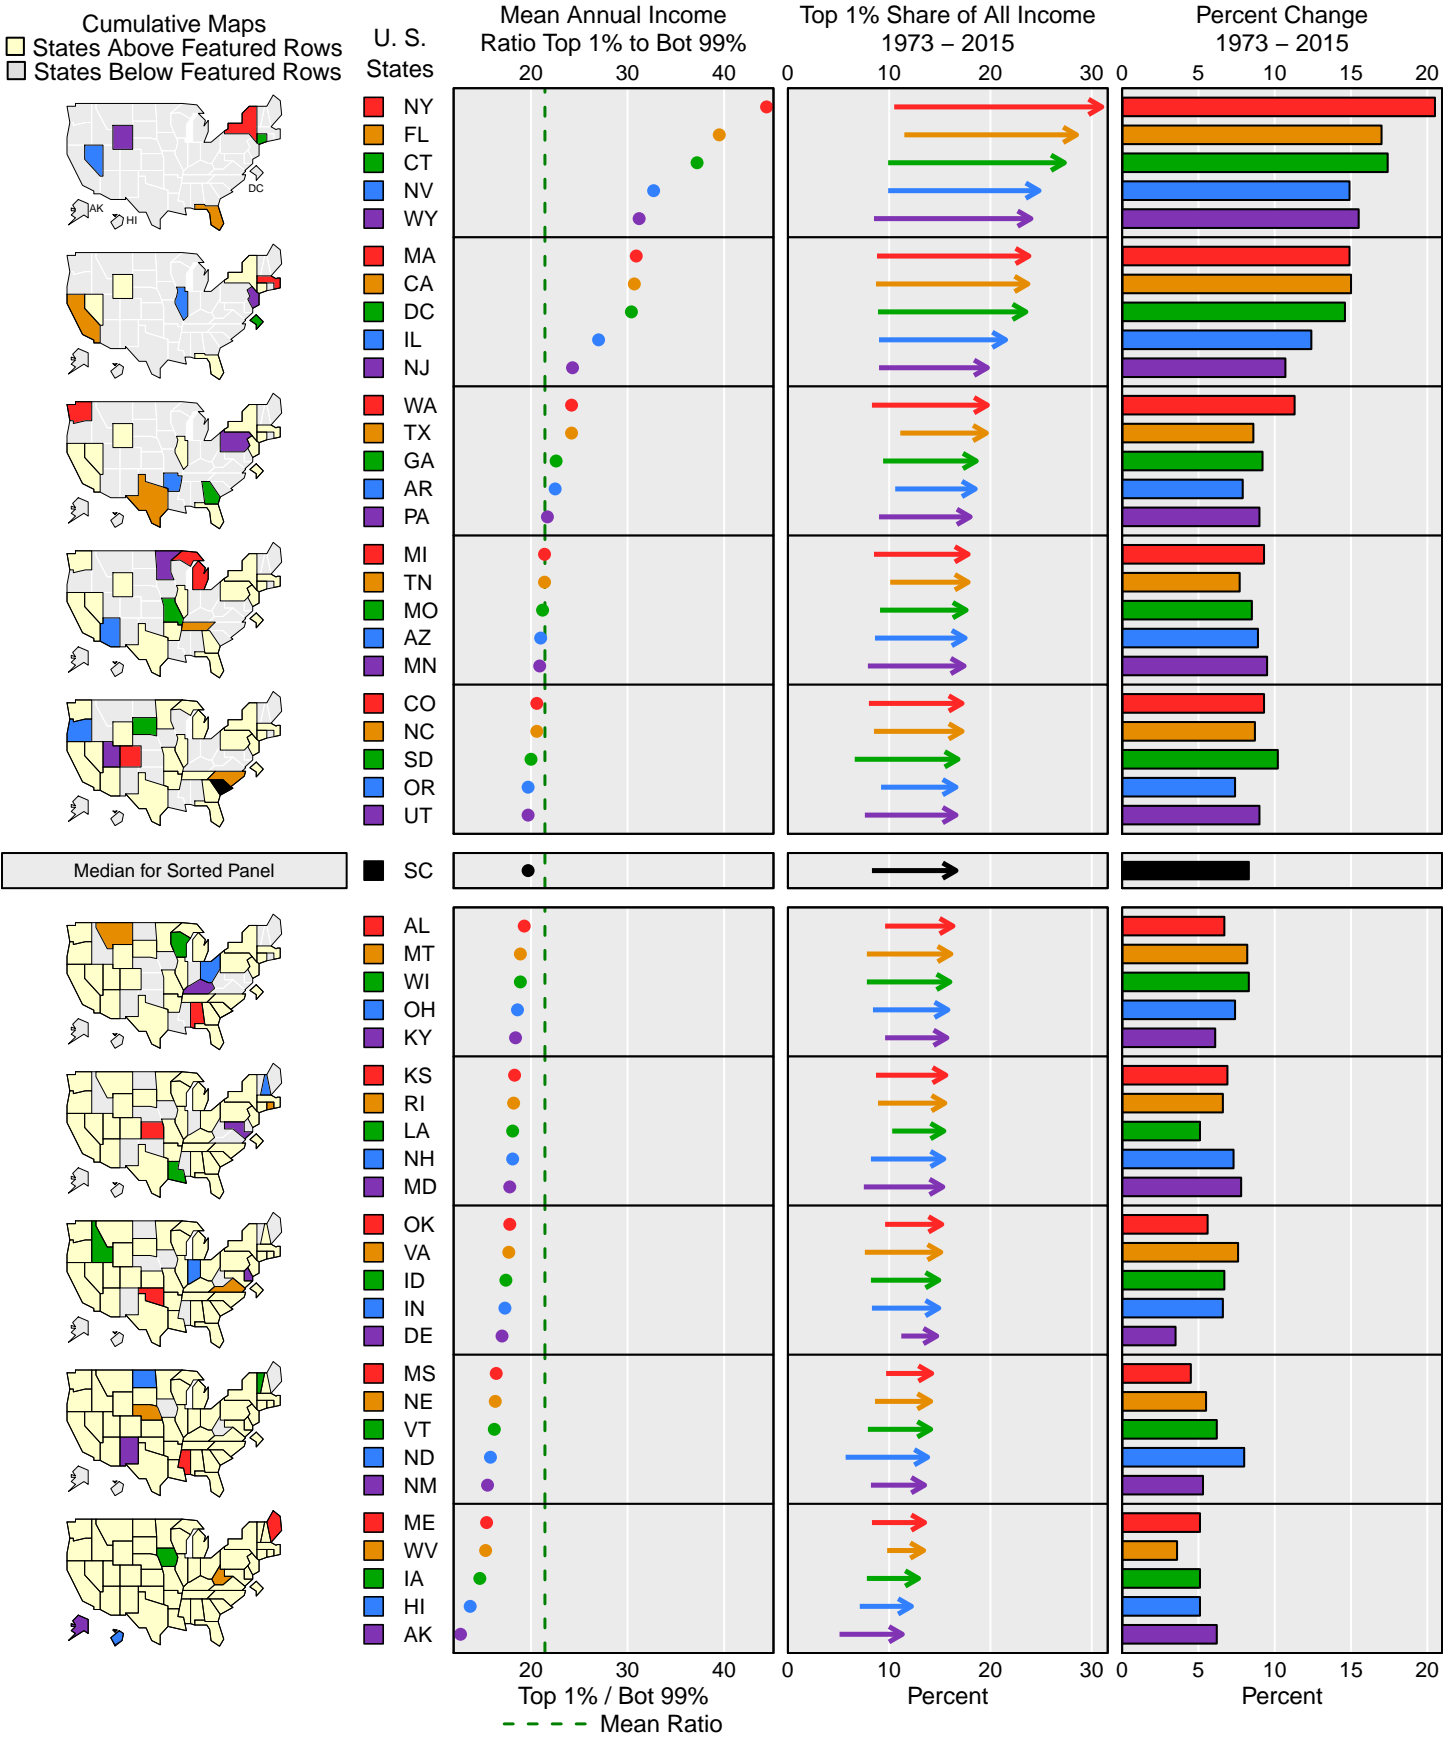 Cumulative Maps
States Above Featured Rows
States Below Featured Rows
U. S.
States
Mean Annual Income
Ratio Top 1% to Bot 99%
20 30 40
Top 1% Share of All Income
1973 – 2015
0 10 20 30
Percent Change
1973 – 2015
0 5 10 15 20
DC
AK
HI
NY
FL
CT
NV
WY
MA
CA
DC
IL
NJ
WA
TX
GA
AR
PA
MI
TN
MO
AZ
MN
CO
NC
SD
OR
UT
Median for Sorted Panel
SC
AL
MT
WI
OH
KY
KS
RI
LA
NH
MD
OK
VA
ID
IN
DE
MS
NE
VT
ND
NM
ME
WV
IA
HI
AK
20 30 40
Top 1% / Bot 99%
Mean Ratio
0 10 20 30
Percent
0 5 10 15 20
Percent